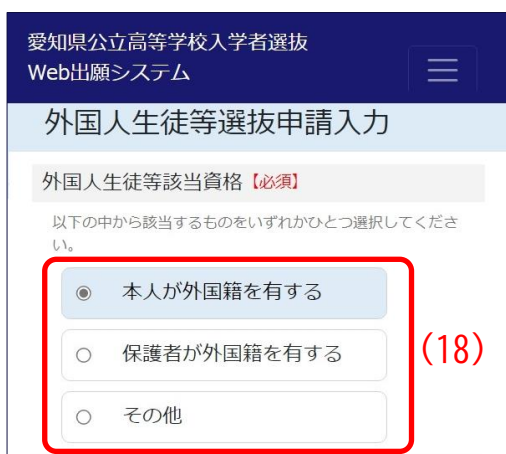 愛知県公立高等学校入学者選抜
Web出願システム
外国人生徒等選抜申請入力
外国人生徒等該当資格【必須】
以下の中から該当するものをいずれかひとつ選択してくださ
い。
本人が外国籍を有する
保護者が外国籍を有する
(18)
その他